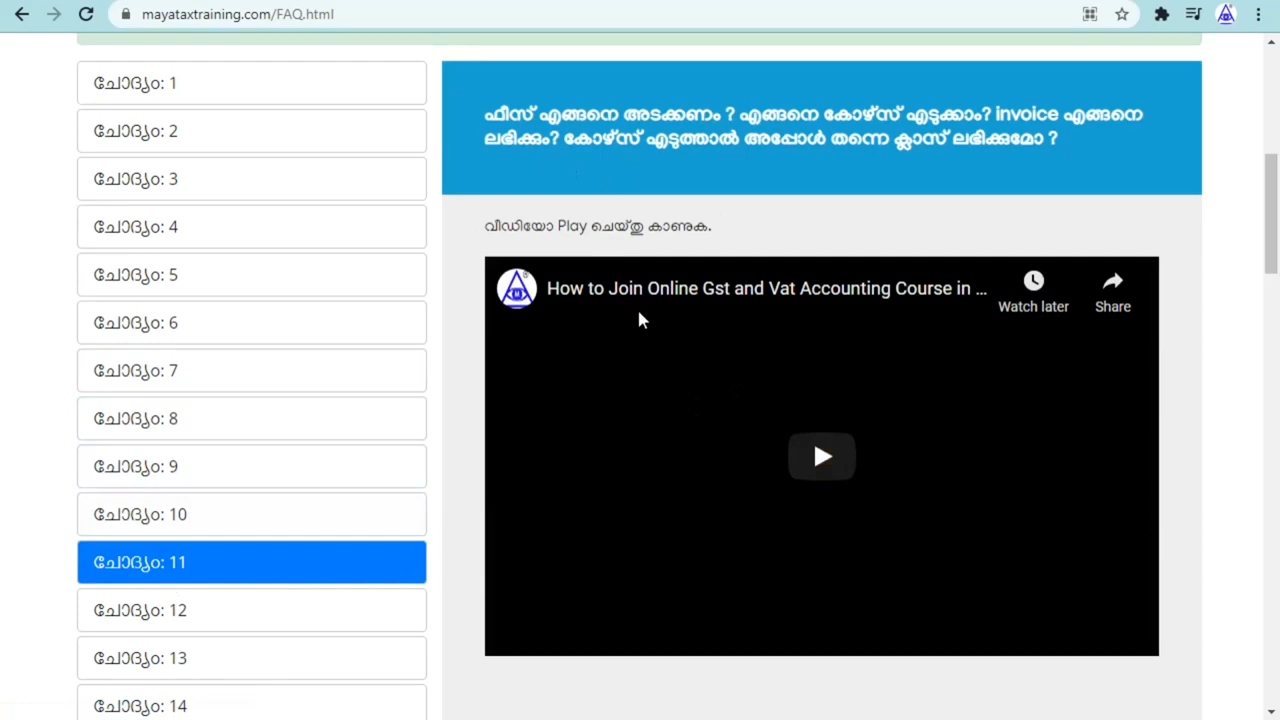 mayataxtraining.com/FAQ.html
ചോദ്യം: 1
ചോദ്യം: 2
ചോദ്യം: 3
ചോദ്യം: 4
ചോദ്യം: 5
ചോദ്യം: 6
ചോദ്യം: 7
ചോദ്യം: 8
ചോദ്യം: 9
ചോദ്യം: 10
ചോദ്യം: 11
ചോദ്യം: 12
ചോദ്യം: 13
ചോദ്യം: 14
ഫീസ് എങ്ങനെ അടക്കണം ? എങ്ങനെ കോഴ്സ് എടുക്കാം? invoice എങ്ങനെ
ലഭിക്കും? കോഴ്സ് എടുത്താൽ അപ്പോൾ തന്നെ ക്ലാസ് ലഭിക്കുമോ ?
വീഡിയോ Play ചെയ്തു കാണുക.
How to Join Online Gst and Vat Accounting Course in ...
Watch later
Share